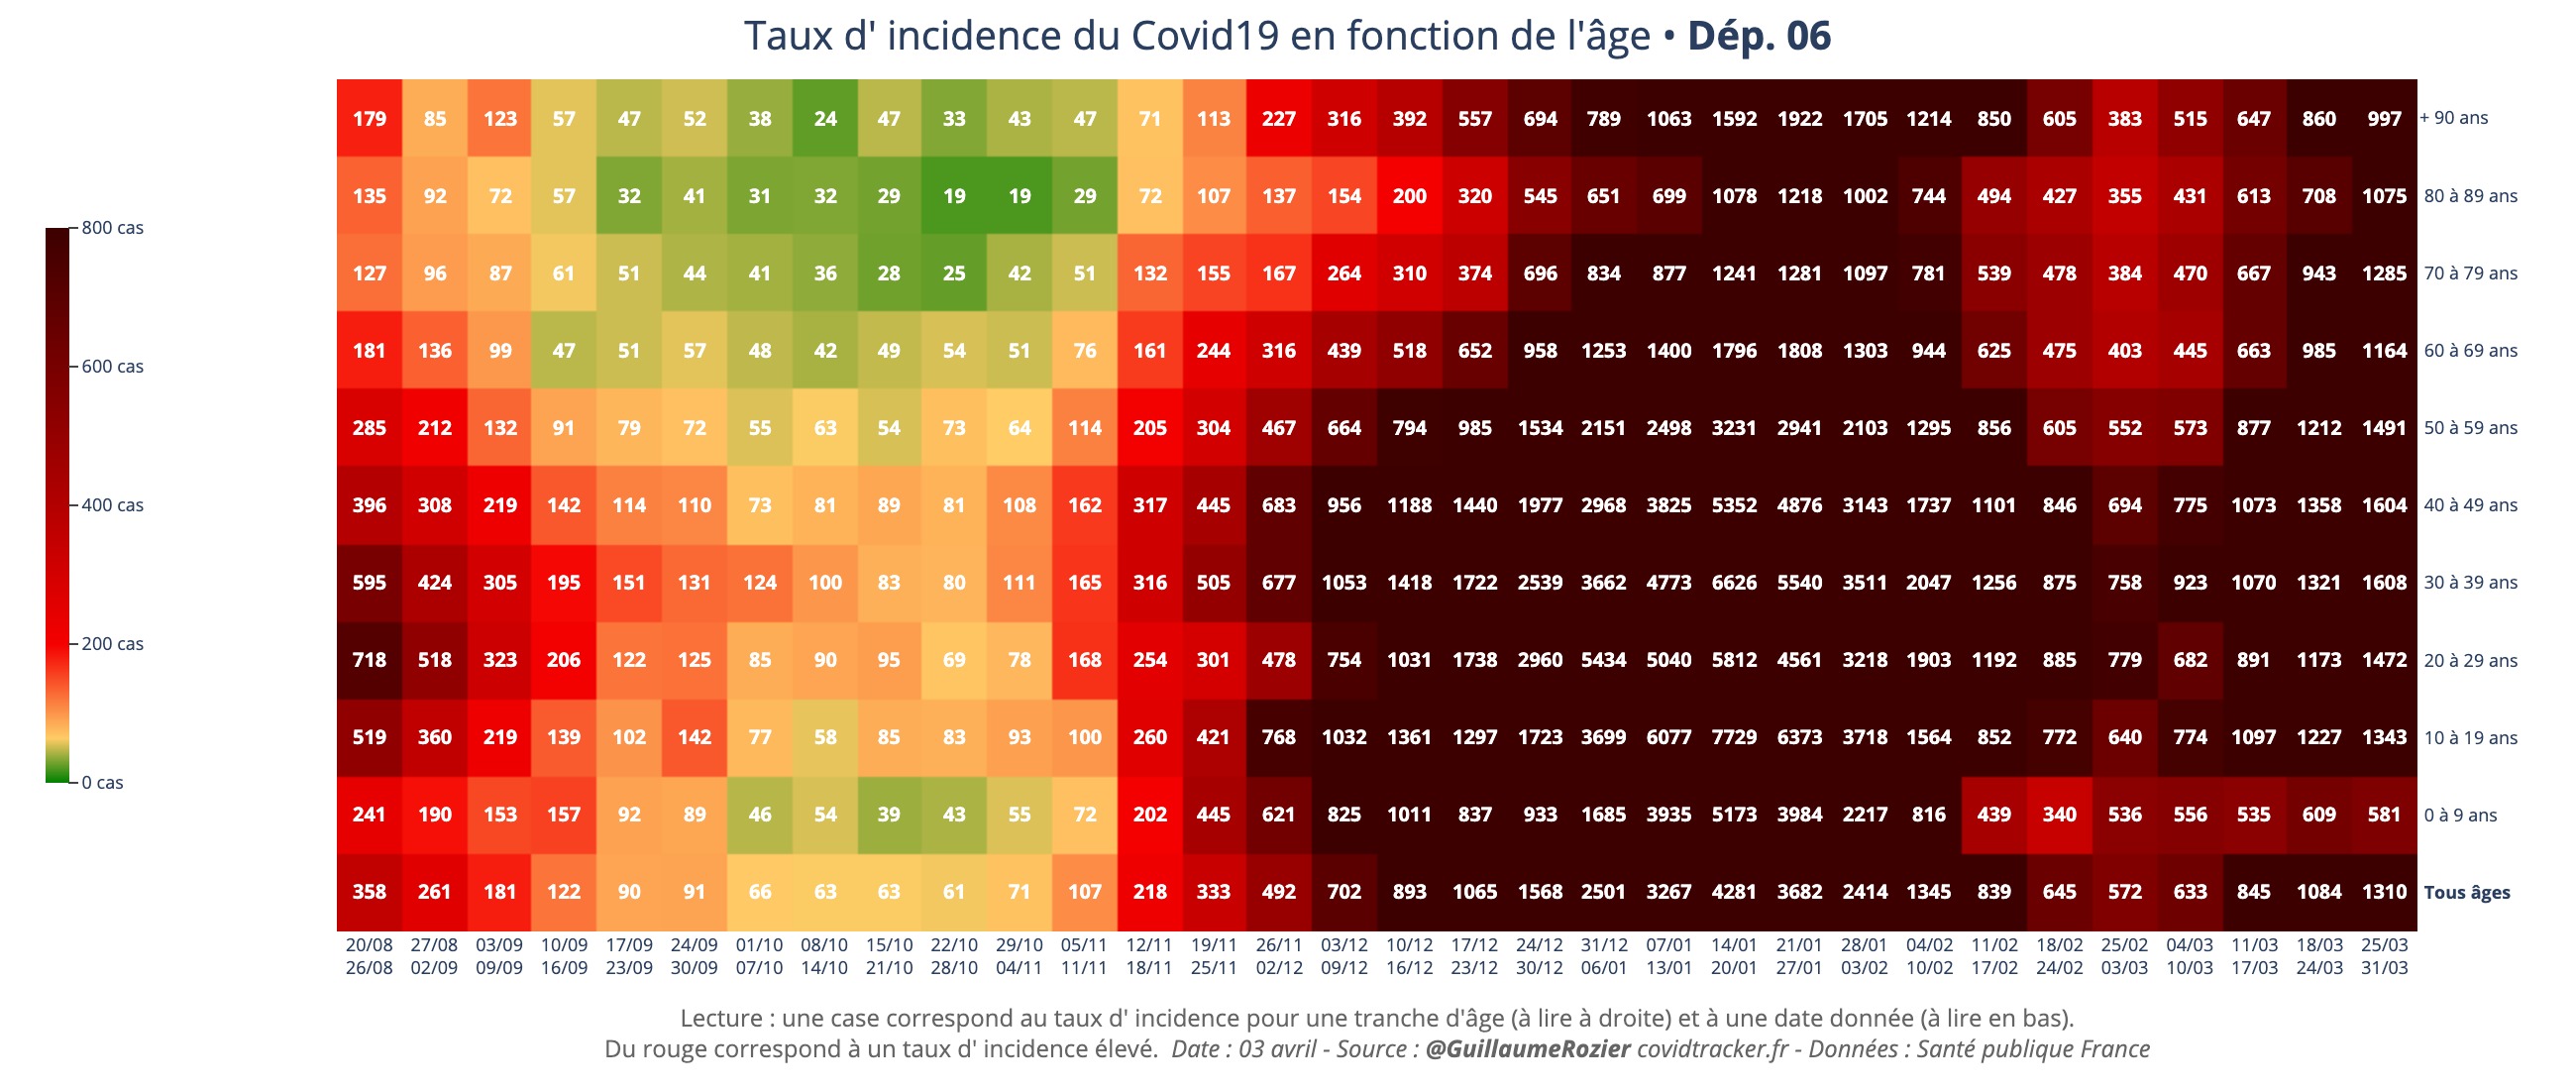 Taux d' incidence du Covid19 en fonction de l'âge • Dép. 06
179 85 123 57 47 52 38 24 47 33 43 47 71 113 227 316 392 557 694 789 1063 1592 1922 1705 1214 850 605 383 515 647 860 997 + 90 ans
135 92 72 57 32 41 31 32 29 19 19 29 72 107 137 154 200 320 545 651 699 1078 1218 1002 744 494 427 355 431 613 708 1075 80 à 89 ans
800 cas
127 96 87 61 51 44 41 36 28 25 42 51 132 155 167 264 310 374 696 834 877 1241 1281 1097 781 539 478 384 470 667 943 1285 70 à 79 ans
181 136 99 47 51 57 48 42 49 54 51 76 161 244 316 439 518 652 958 1253 1400 1796 1808 1303 944 625 475 403 445 663 985 1164 60 à 69 ans
600 cas
285 212 132 91 79 72 55 63 54 73 64 114 205 304 467 664 794 985 1534 2151 2498 3231 2941 2103 1295 856 605 552 573 877 1212 1491 50 à 59 ans
400 cas
396 308 219 142 114 110 73 81 89 81 108 162 317 445 683 956 1188 1440 1977 2968 3825 5352 4876 3143 1737 1101 846 694 775 1073 1358 1604 40 à 49 ans
595 424 305 195 151 131 124 100 83 80 111 165 316 505 677 1053 1418 1722 2539 3662 4773 6626 5540 3511 2047 1256 875 758 923 1070 1321 1608 30 à 39 ans
200 cas
718 518 323 206 122 125 85 90 95 69 78 168 254 301 478 754 1031 1738 2960 5434 5040 5812 4561 3218 1903 1192 885 779 682 891 1173 1472 20 à 29 ans
519 360 219 139 102 142 77 58 85 83 93 100 260 421 768 1032 1361 1297 1723 3699 6077 7729 6373 3718 1564 852 772 640 774 1097 1227 1343 10 à 19 ans
0 cas
241 190 153 157 92 89 46 54 39 43 55 72 202 445 621 825 1011 837 933 1685 3935 5173 3984 2217 816 439 340 536 556 535 609 581 0 à 9 ans
358 261 181 122 90 91 66 63 63 61 71 107 218 333 492 702 893 1065 1568 2501 3267 4281 3682 2414 1345 839 645 572 633 845 1084 1310 Tous âges
20/08 27/08 03/09 10/09 17/09 24/09 01/10 08/10 15/10 22/10 29/10 05/11 12/11 19/11 26/11 03/12 10/12 17/12 24/12 31/12 07/01 14/01 21/01 28/01 04/02 11/02 18/02 25/02 04/03 11/03 18/03 25/03
26/08 02/09 09/09 16/09 23/09 30/09 07/10 14/10 21/10 28/10 04/11 11/11 18/11 25/11 02/12 09/12 16/12 23/12 30/12 06/01 13/01 20/01 27/01 03/02 10/02 17/02 24/02 03/03 10/03 17/03 24/03 31/03
Lecture : une case correspond au taux d' incidence pour une tranche d'âge (à lire à droite) et à une date donnée (à lire en bas).
Du rouge correspond à un taux d' incidence élevé. Date : 03 avril - Source : @GuillaumeRozier covidtracker.fr - Données : Santé publique France